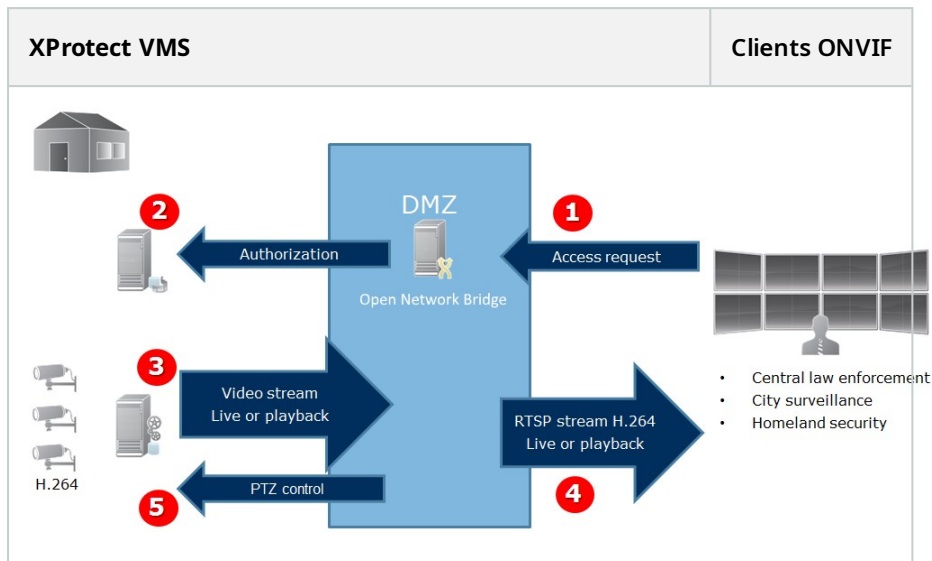 XProtect VMS
Clients ONVIF
DMZ
2
1
Authorization
Access request
Open Network Bridge
3
Video stream
Live or playback
RTSP stream H.264
Live or playback
• Central law enforcement
• City surveillance
• Homeland security
H.264
PTZ control
5
4